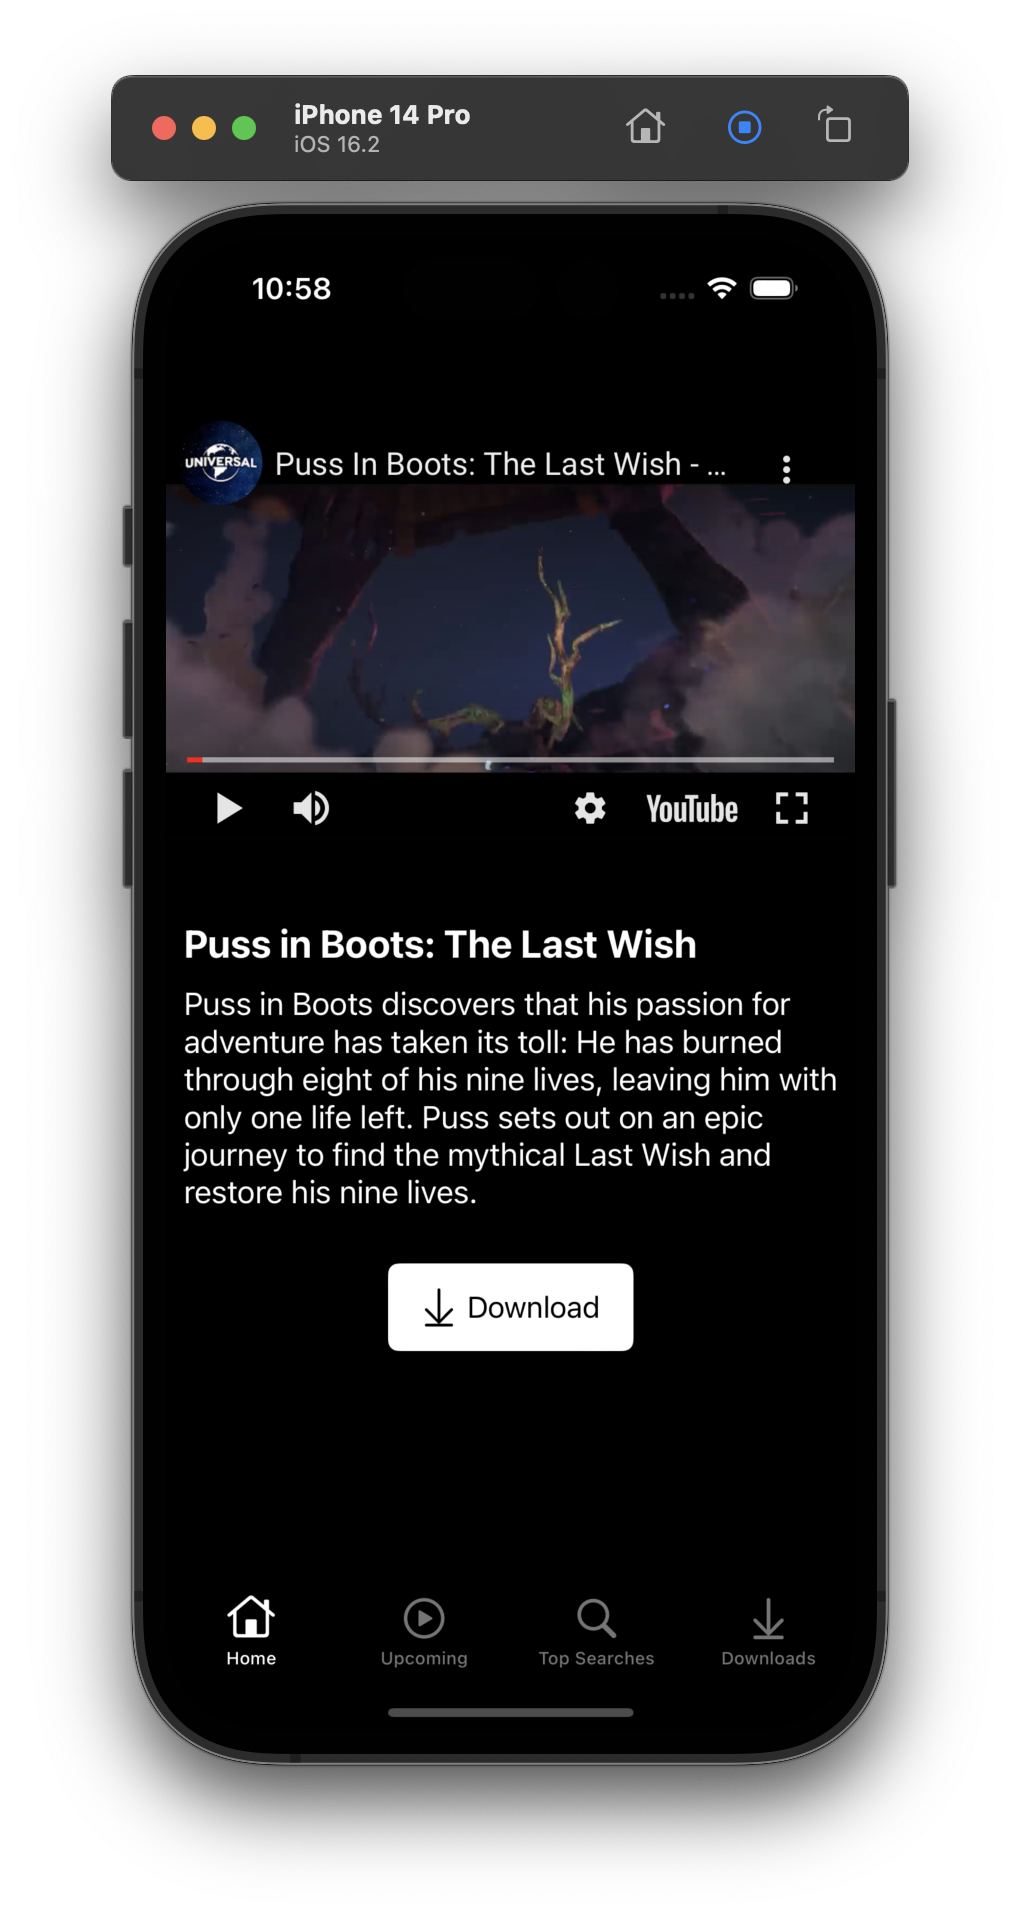 iPhone 14 Pro
iOS 16.2
10:58
UNIVERSAL
Puss In Boots: The Last Wish - ...
YouTube
Puss in Boots: The Last Wish
Puss in Boots discovers that his passion for
adventure has taken its toll: He has burned
through eight of his nine lives, leaving him with
only one life left. Puss sets out on an epic
journey to find the mythical Last Wish and
restore his nine lives.
Download
Home Upcoming Top Searches Downloads